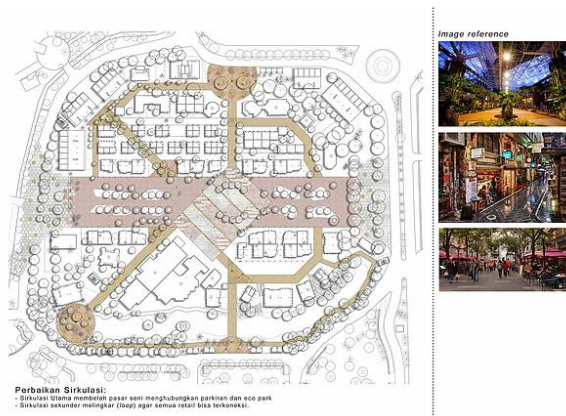 Image reference
Perbaikan Sirkulasi:
- Sirkulasi Utama membelah pasar seni menghubungkan parkiran dan eco park
- Sirkulasi sekunder melingkar (loop) agar semua retail bisa terkoneksi.